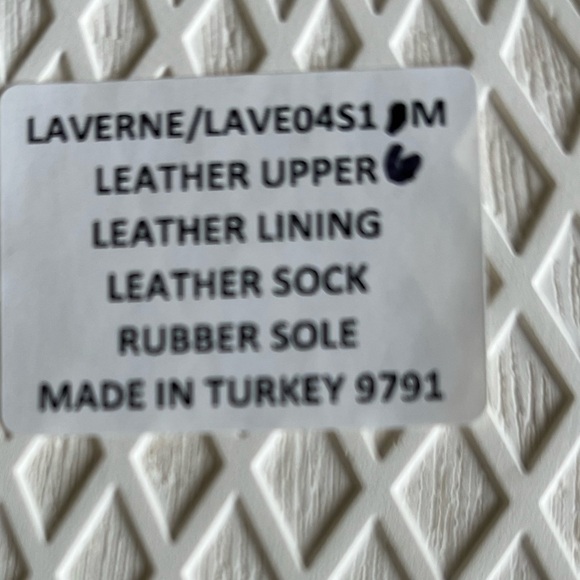 LAVERNE/LAVE04S1 M
LEATHER UPPER
LEATHER LINING
LEATHER SOCK
RUBBER SOLE
MADE IN TURKEY 9791